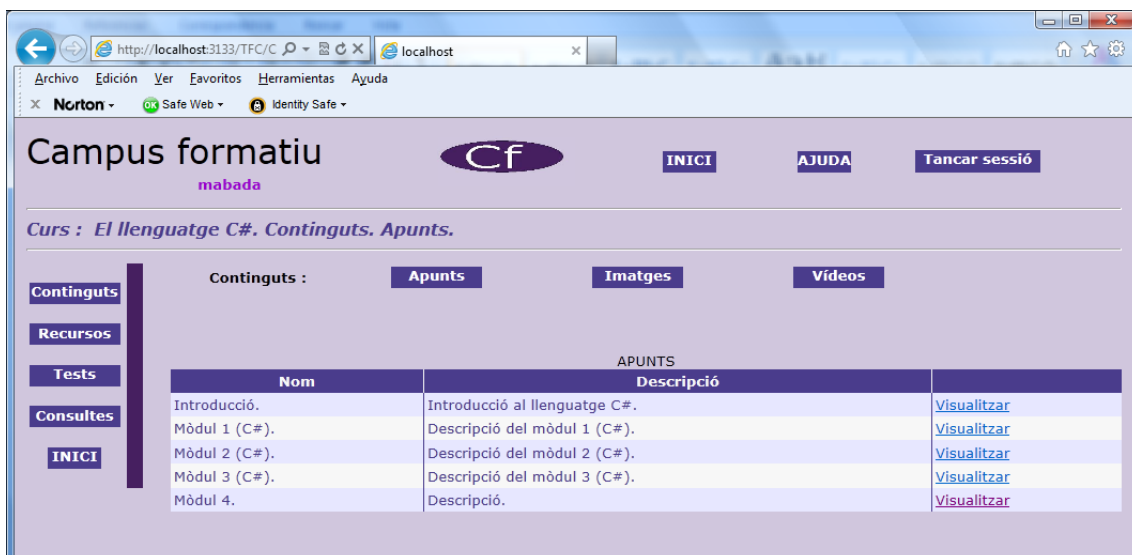 http://localhost:3133/TFC/C
localhost
Archivo Edición Ver Favoritos Herramientas Ayuda
Norton OK Safe Web Identity Safe
Campus formatiu Cf INICI AJUDA Tancar sessió
mabada
Curs : El llenguatge C#. Continguts. Apunts.
Continguts : Apunts Imatges Vídeos
Continguts
Recursos
Tests
Consultes
INICI
APUNTS
Nom Descripció
Introducció. Introducció al llenguatge C#. Visualitzar
Mòdul 1 (C#). Descripció del mòdul 1 (C#). Visualitzar
Mòdul 2 (C#). Descripció del mòdul 2 (C#). Visualitzar
Mòdul 3 (C#). Descripció del mòdul 3 (C#). Visualitzar
Mòdul 4. Descripció. Visualitzar